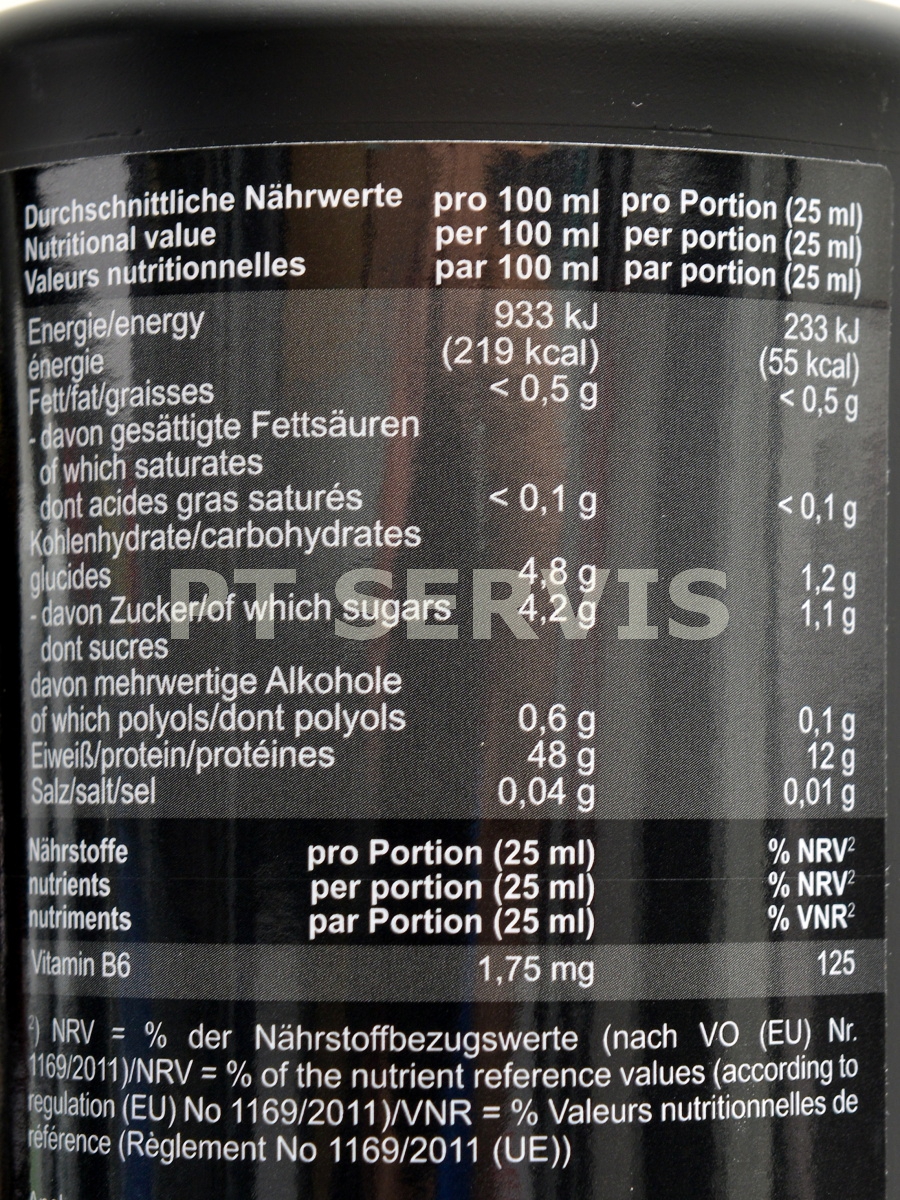 Durchschnittliche Nährwerte pro 100 ml pro Portion (25 ml)
Nutritional value per 100 ml per portion (25 ml)
Valeurs nutritionnelles par 100 ml par portion (25 ml)
Energie/energy 933 kJ 233 kJ
énergie (219 kcal) (55 kcal)
Fett/fat/graisses < 0,5 g < 0,5 g
- davon gesättigte Fettsäuren
of which saturates
dont acides gras saturés < 0,1 g < 0,1 g
Kohlenhydrate/carbohydrates
glucides 4,8 g 1,2 g
- davon Zucker/of which sugars 4,2 g 1,1 g
dont sucres
davon mehrwertige Alkohole
of which polyols/dont polyols 0,6 g 0,1 g
Eiweiß/protein/protéines 48 g 12 g
Salz/salt/sel 0,04 g 0,01 g
PT SERVIS
Nährstoffe pro Portion (25 ml) % NRV²
nutrients per portion (25 ml) % NRV²
nutriments par Portion (25 ml) % VNR²
Vitamin B6 1,75 mg 125
²) NRV = % der Nährstoffbezugswerte (nach VO (EU) Nr.
1169/2011)/NRV = % of the nutrient reference values (according to
regulation (EU) No 1169/2011)/VNR = % Valeurs nutritionnelles de
référence (Règlement No 1169/2011 (UE))